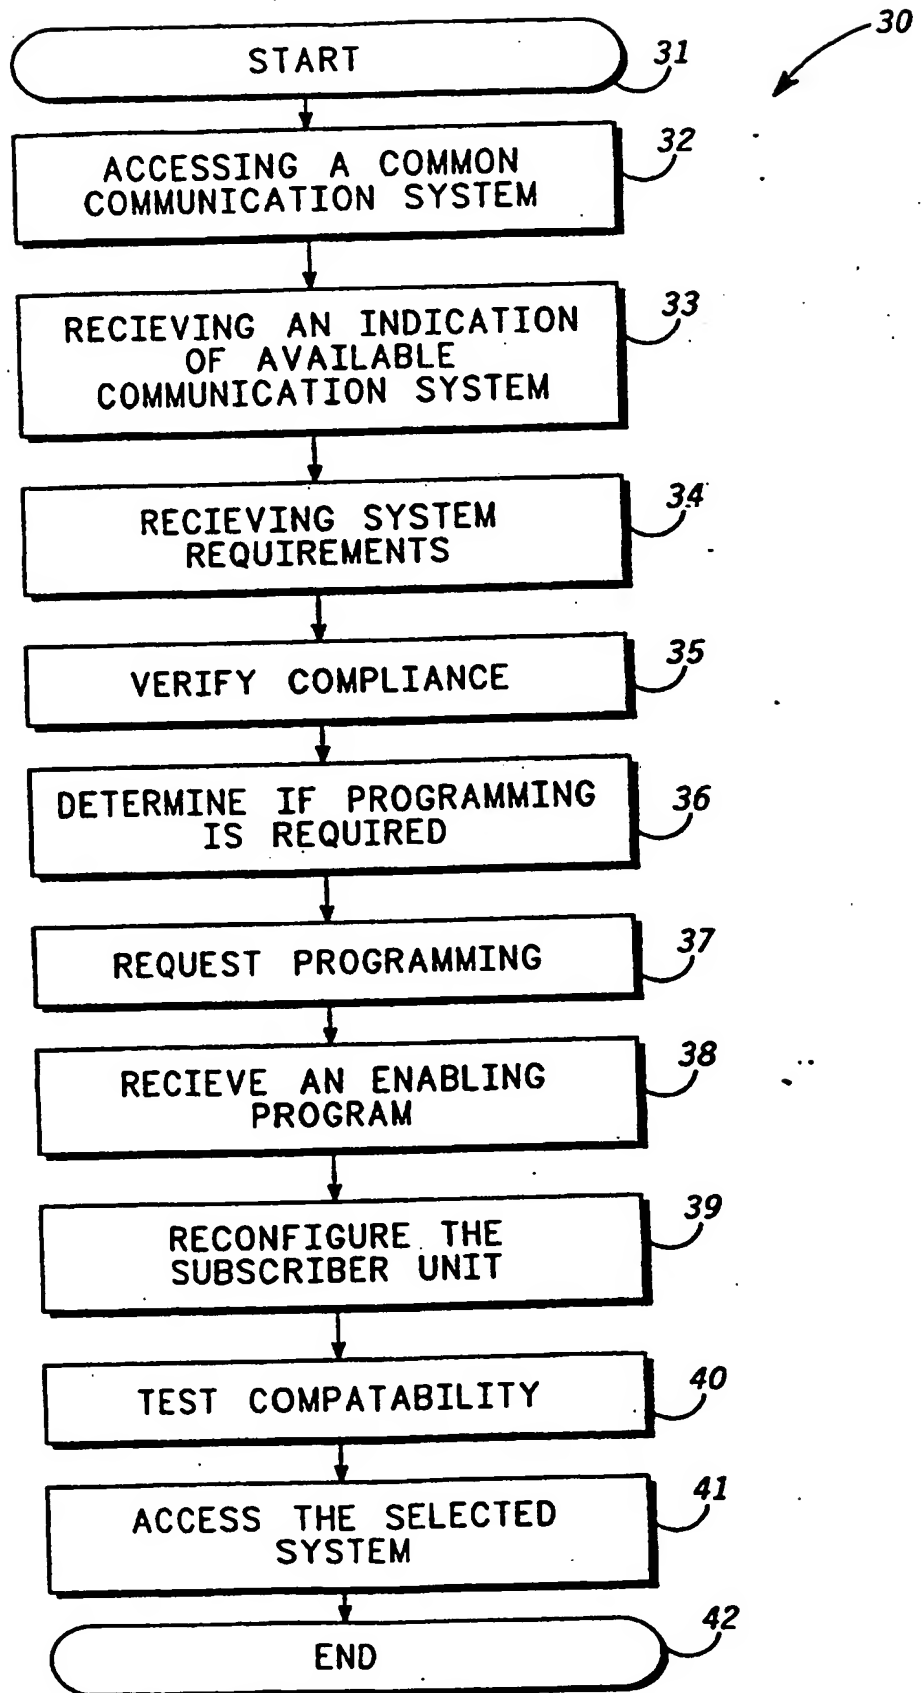 30
START
31
ACCESSING A COMMON
COMMUNICATION SYSTEM
32
RECIEVING AN INDICATION
OF AVAILABLE
COMMUNICATION SYSTEM
33
RECIEVING SYSTEM
REQUIREMENTS
34
VERIFY COMPLIANCE
35
DETERMINE IF PROGRAMMING
IS REQUIRED
36
REQUEST PROGRAMMING
37
RECIEVE AN ENABLING
PROGRAM
38
RECONFIGURE THE
SUBSCRIBER UNIT
39
TEST COMPATABILITY
40
ACCESS THE SELECTED
SYSTEM
41
END
42